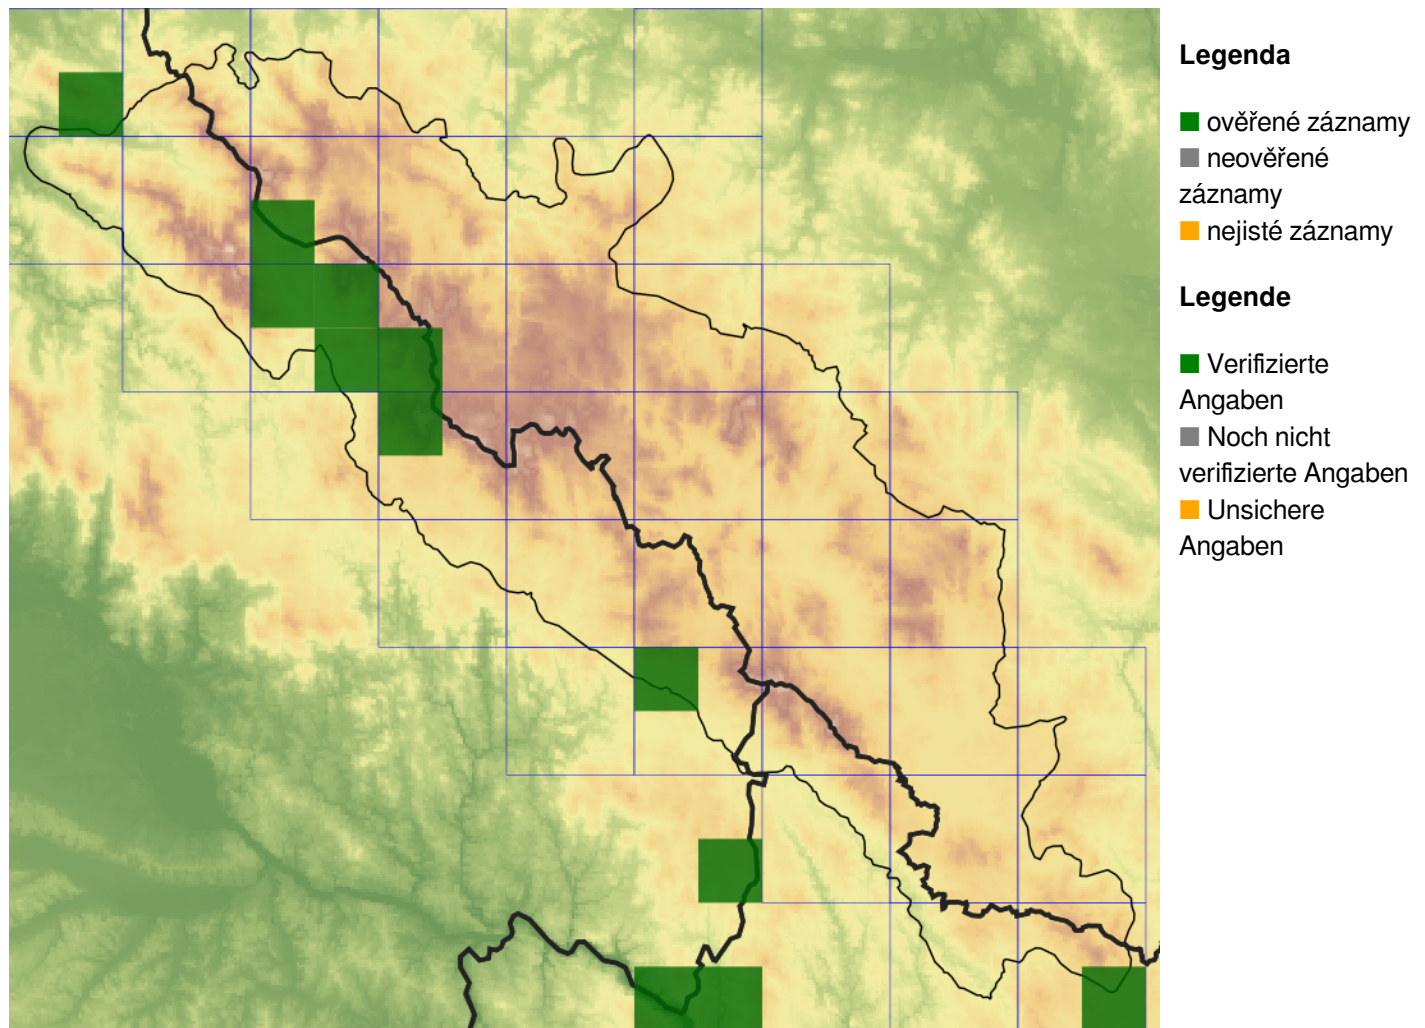 Legenda
ověřené záznamy
neověřené
záznamy
nejisté záznamy
Legende
Verifizierte
Angaben
Noch nicht
verifizierte Angaben
Unsichere
Angaben